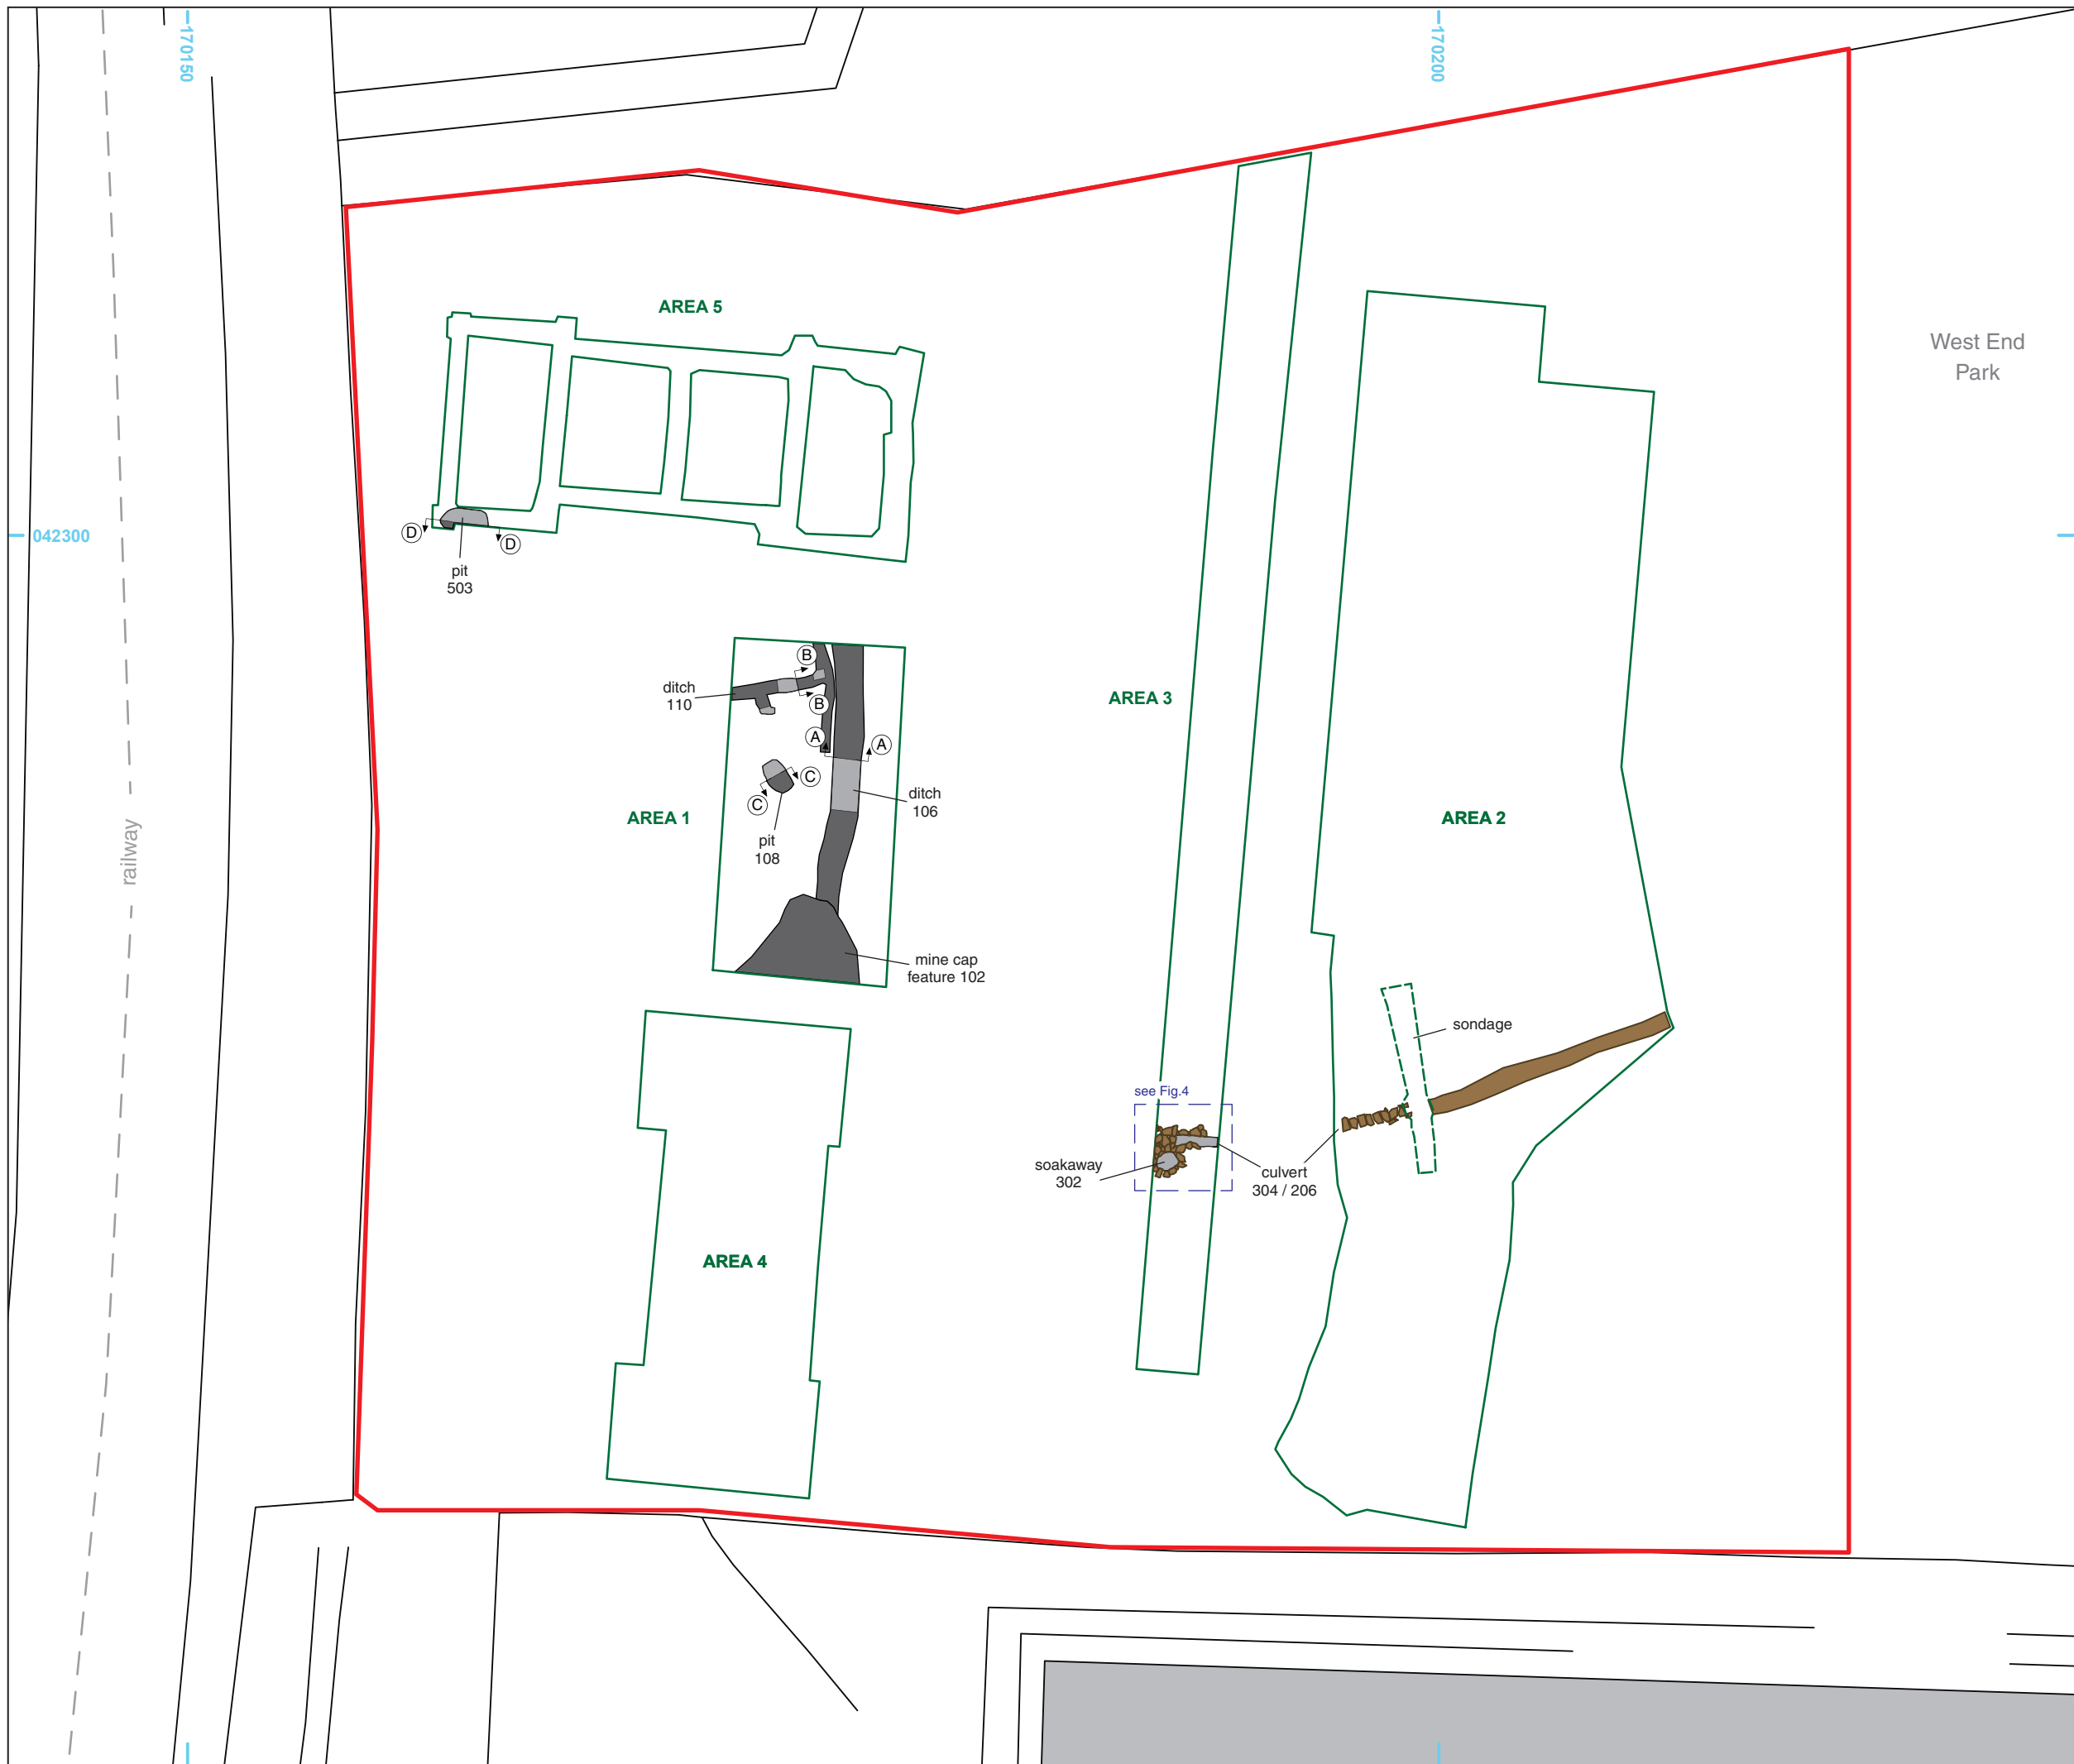 170150
170200
West End
Park
AREA 5
042300
D
D
pit
503
B
ditch
110
B
A
A
C
C
ditch
106
pit
108
AREA 1
AREA 3
AREA 2
railway
mine cap
feature 102
sondage
see Fig.4
soakaway
302
culvert
304 / 206
AREA 4